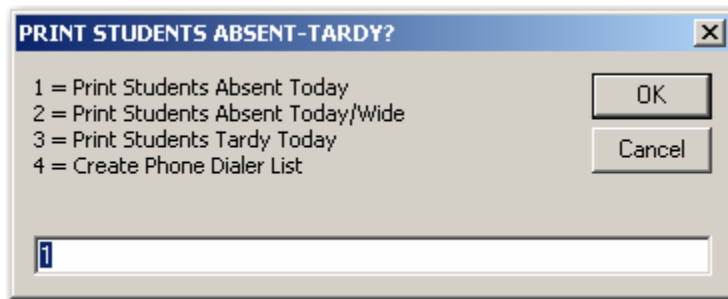 PRINT STUDENTS ABSENT-TARDY?
1 = Print Students Absent Today
2 = Print Students Absent Today/Wide
3 = Print Students Tardy Today
4 = Create Phone Dialer List
OK
Cancel
1